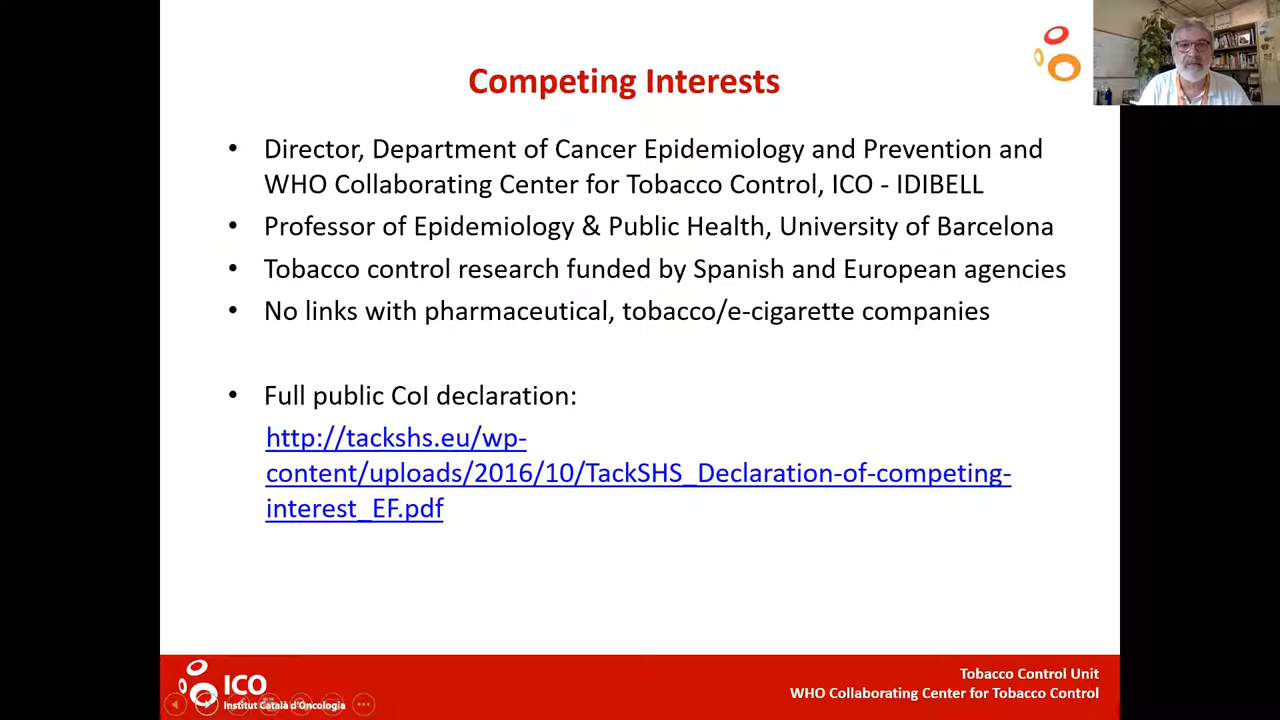 Competing Interests
• Director, Department of Cancer Epidemiology and Prevention and
WHO Collaborating Center for Tobacco Control, ICO - IDIBELL
• Professor of Epidemiology & Public Health, University of Barcelona
• Tobacco control research funded by Spanish and European agencies
• No links with pharmaceutical, tobacco/e-cigarette companies
• Full public CoI declaration:
http://tackshs.eu/wp-
content/uploads/2016/10/TackSHS_Declaration-of-competing-
interest_EF.pdf
ICO
Institut Català d'Oncologia
Tobacco Control Unit
WHO Collaborating Center for Tobacco Control